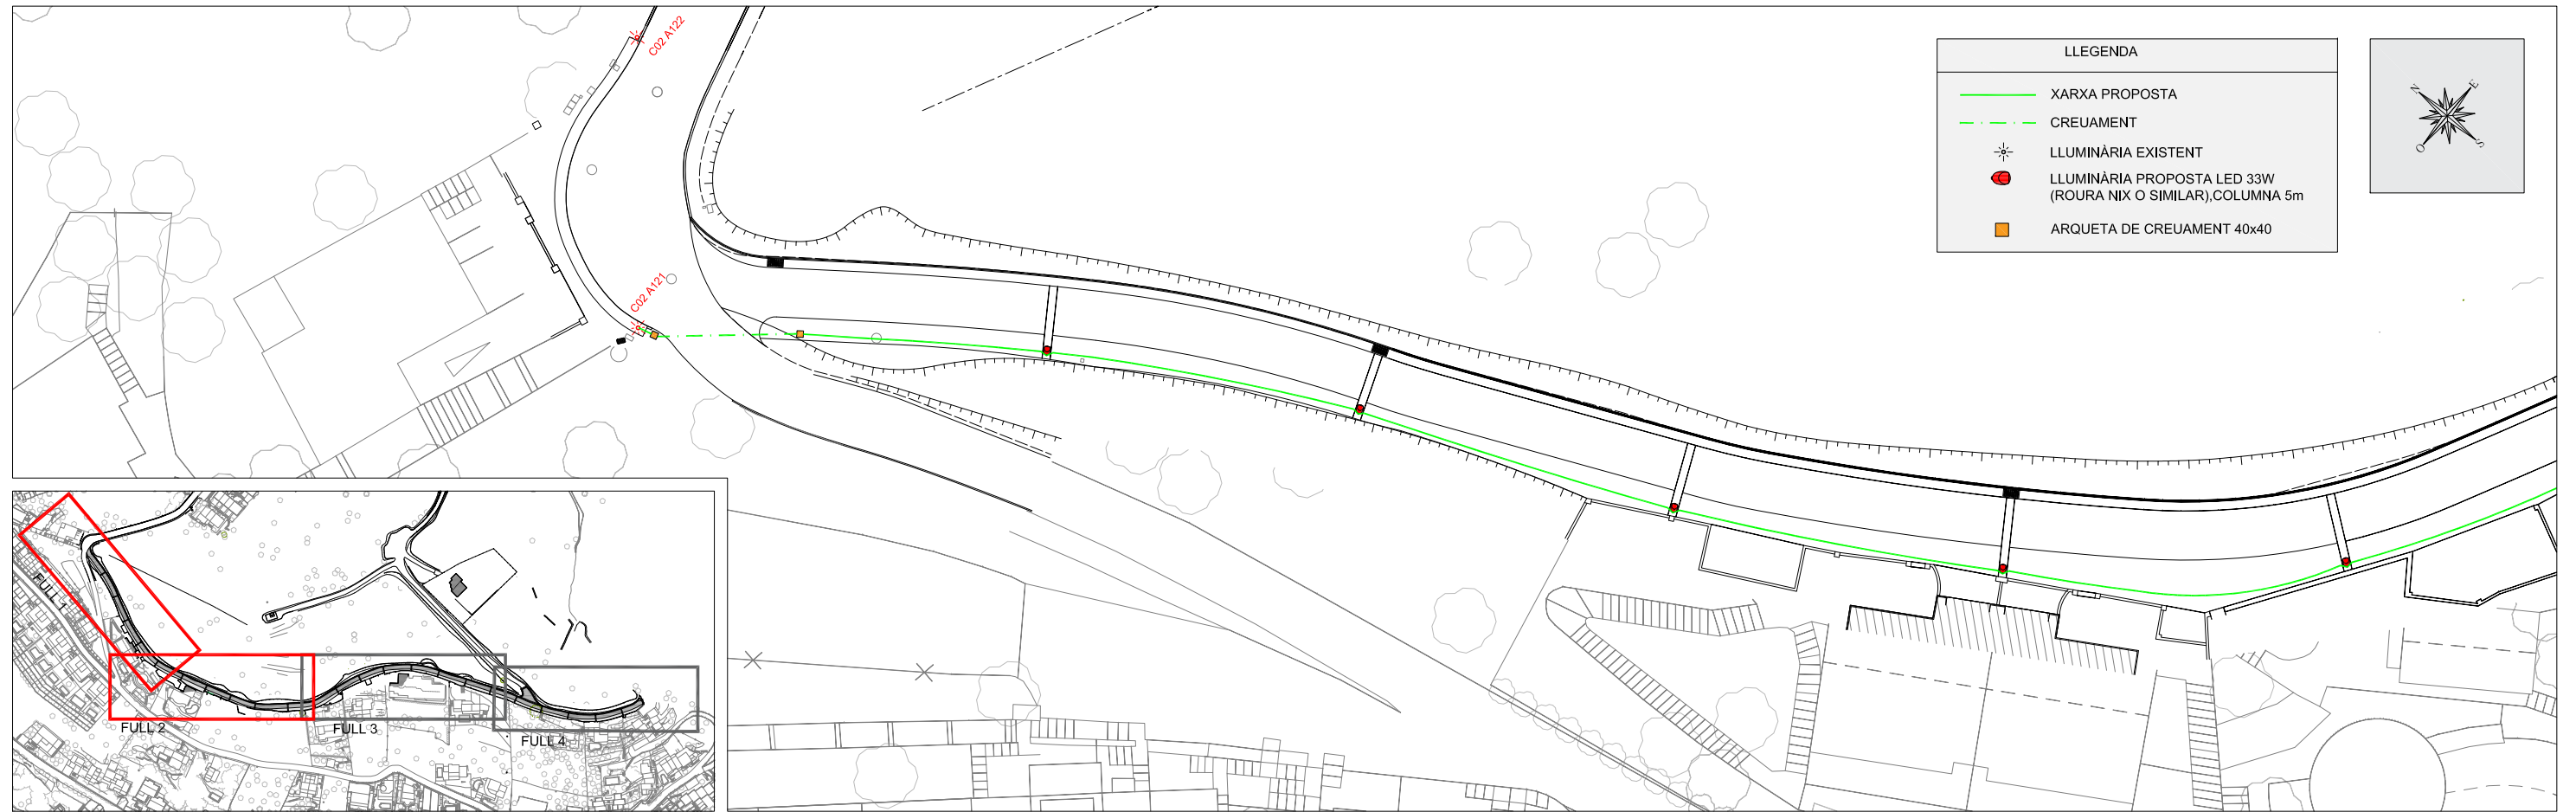 C02 A122
C02 A121
LLEGENDA
XARXA PROPOSTA
CREUAMENT
LLUMINÀRIA EXISTENT
LLUMINÀRIA PROPOSTA LED 33W
(ROURA NIX O SIMILAR),COLUMNA 5m
ARQUETA DE CREUAMENT 40x40
N
E
O
S
FULL 1
FULL 2
FULL 3
FULL 4